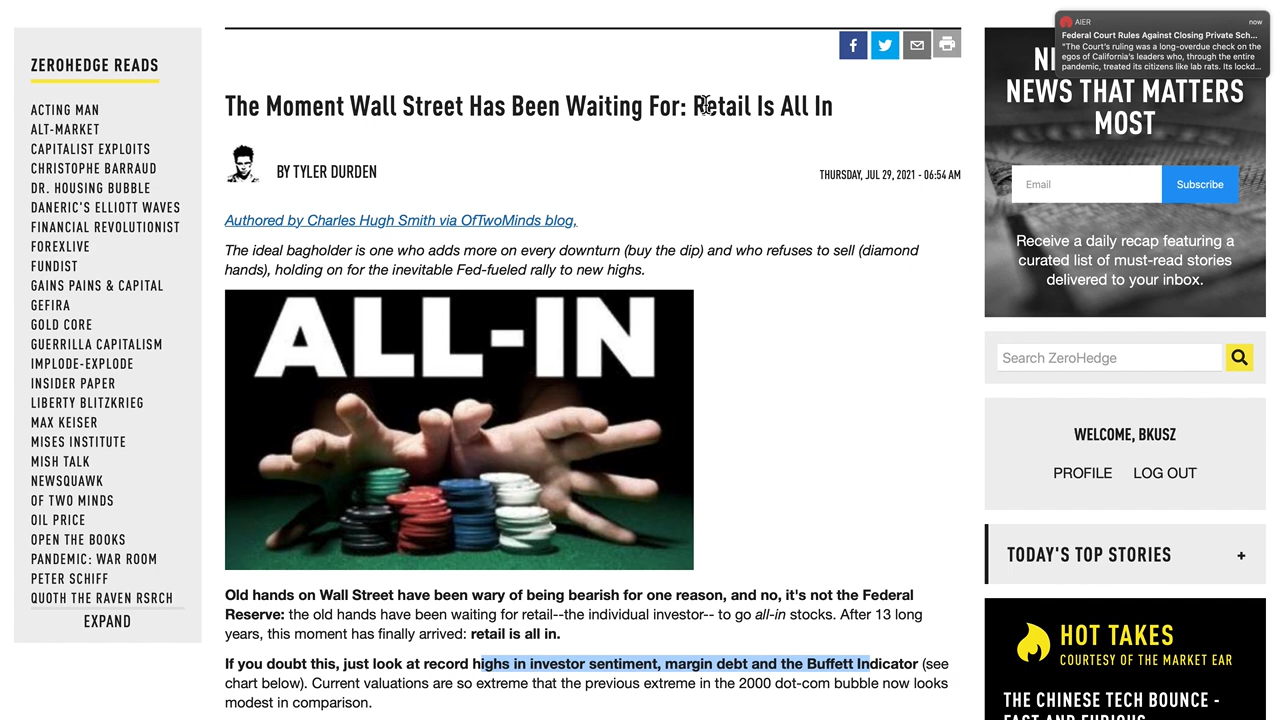 ZEROHEDGE READS
ACTING MAN
ALT-MARKET
CAPITALIST EXPLOITS
CHRISTOPHE BARRAUD
DR. HOUSING BUBBLE
DANERIC'S ELLIOTT WAVES
FINANCIAL REVOLUTIONIST
FOREXLIVE
FUNDIST
GAINS PAINS & CAPITAL
GEFIRA
GOLD CORE
GUERRILLA CAPITALISM
IMPLODE-EXPLODE
INSIDER PAPER
LIBERTY BLITZKRIEG
MAX KEISER
MISES INSTITUTE
MISH TALK
NEWSQUAWK
OF TWO MINDS
OIL PRICE
OPEN THE BOOKS
PANDEMIC: WAR ROOM
PETER SCHIFF
QUOTH THE RAVEN RSRCH
EXPAND
The Moment Wall Street Has Been Waiting For: Retail Is All In
BY TYLER DURDEN
THURSDAY, JUL 29, 2021 - 06:54 AM
Authored by Charles Hugh Smith via OfTwoMinds blog,
The ideal bagholder is one who adds more on every downturn (buy the dip) and who refuses to sell (diamond
hands), holding on for the inevitable Fed-fueled rally to new highs.
ALL-IN
Old hands on Wall Street have been wary of being bearish for one reason, and no, it's not the Federal
Reserve: the old hands have been waiting for retail--the individual investor-- to go all-in stocks. After 13 long
years, this moment has finally arrived: retail is all in.
If you doubt this, just look at record highs in investor sentiment, margin debt and the Buffett Indicator (see
chart below). Current valuations are so extreme that the previous extreme in the 2000 dot-com bubble now looks
modest in comparison.
AIER
now
Federal Court Rules Against Closing Private Sch...
"The Court's ruling was a long-overdue check on the
egos of California's leaders who, through the entire
pandemic, treated its citizens like lab rats. Its lockd...
NEWS THAT MATTERS
MOST
Email
Subscribe
Receive a daily recap featuring a
curated list of must-read stories
delivered to your inbox.
Search ZeroHedge
WELCOME, BKUSZ
PROFILE LOG OUT
TODAY'S TOP STORIES +
HOT TAKES
COURTESY OF THE MARKET EAR
THE CHINESE TECH BOUNCE -
FAST AND FURIOUS